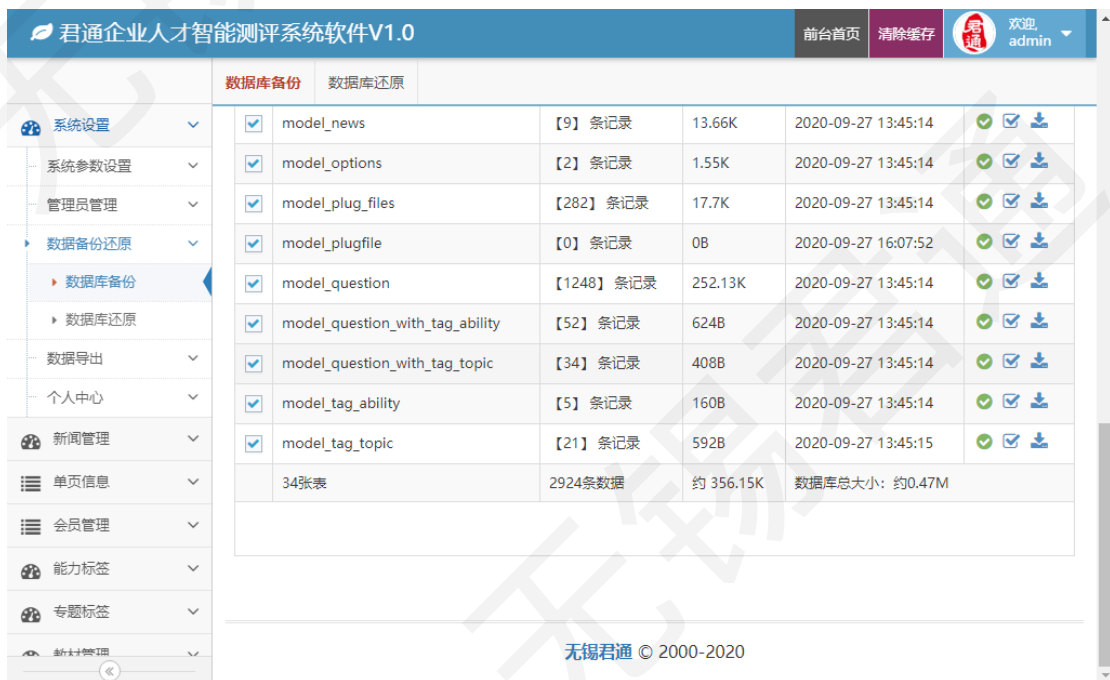 君通企业人才智能测评系统软件V1.0
前台首页 清除缓存 君通 欢迎, admin
数据库备份 数据库还原
系统设置
系统参数设置
管理员管理
数据备份还原
数据库备份
数据库还原
数据导出
个人中心
新闻管理
单页信息
会员管理
能力标签
专题标签
教材管理
model_news 【9】 条记录 13.66K 2020-09-27 13:45:14
model_options 【2】 条记录 1.55K 2020-09-27 13:45:14
model_plug_files 【282】 条记录 17.7K 2020-09-27 13:45:14
model_plugfile 【0】 条记录 0B 2020-09-27 16:07:52
model_question 【1248】 条记录 252.13K 2020-09-27 13:45:14
model_question_with_tag_ability 【52】 条记录 624B 2020-09-27 13:45:14
model_question_with_tag_topic 【34】 条记录 408B 2020-09-27 13:45:14
model_tag_ability 【5】 条记录 160B 2020-09-27 13:45:14
model_tag_topic 【21】 条记录 592B 2020-09-27 13:45:15
34张表 2924条数据 约 356.15K 数据库总大小：约0.47M
无锡君通 © 2000-2020
无锡君通